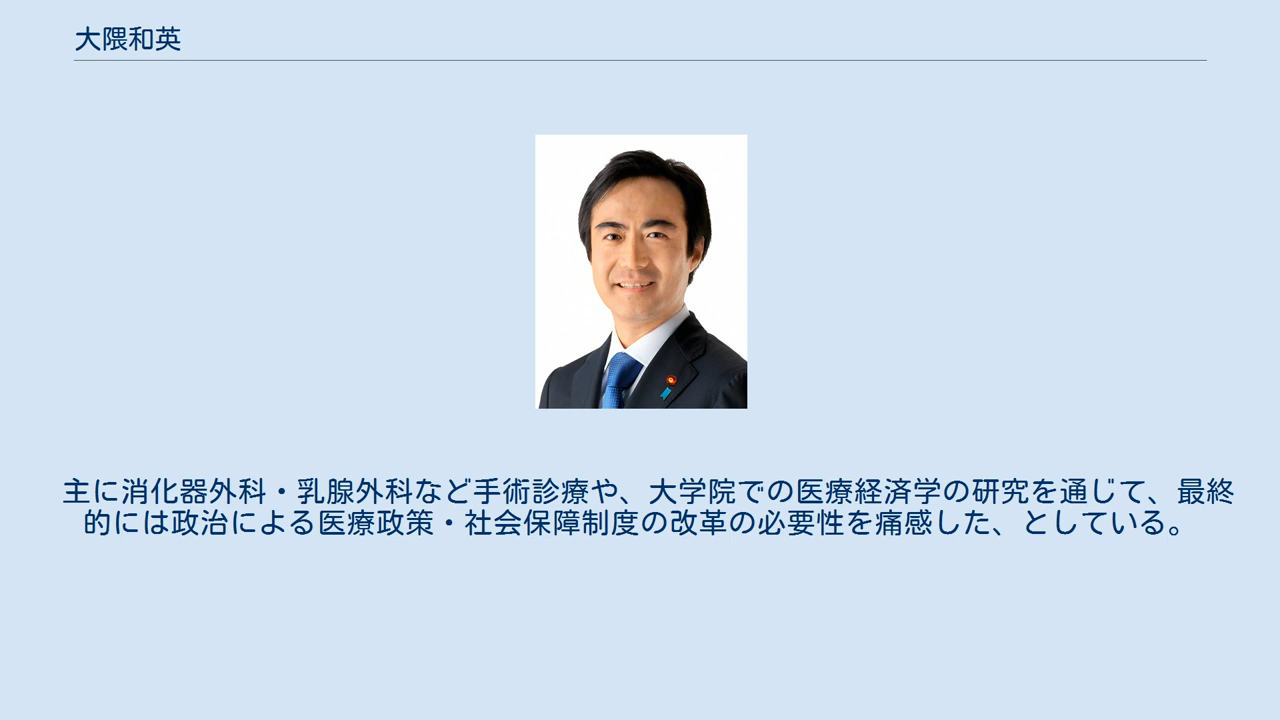 大隈和英
主に消化器外科・乳腺外科など手術診療や、大学院での医療経済学の研究を通じて、最終
的には政治による医療政策・社会保障制度の改革の必要性を痛感した、としている。